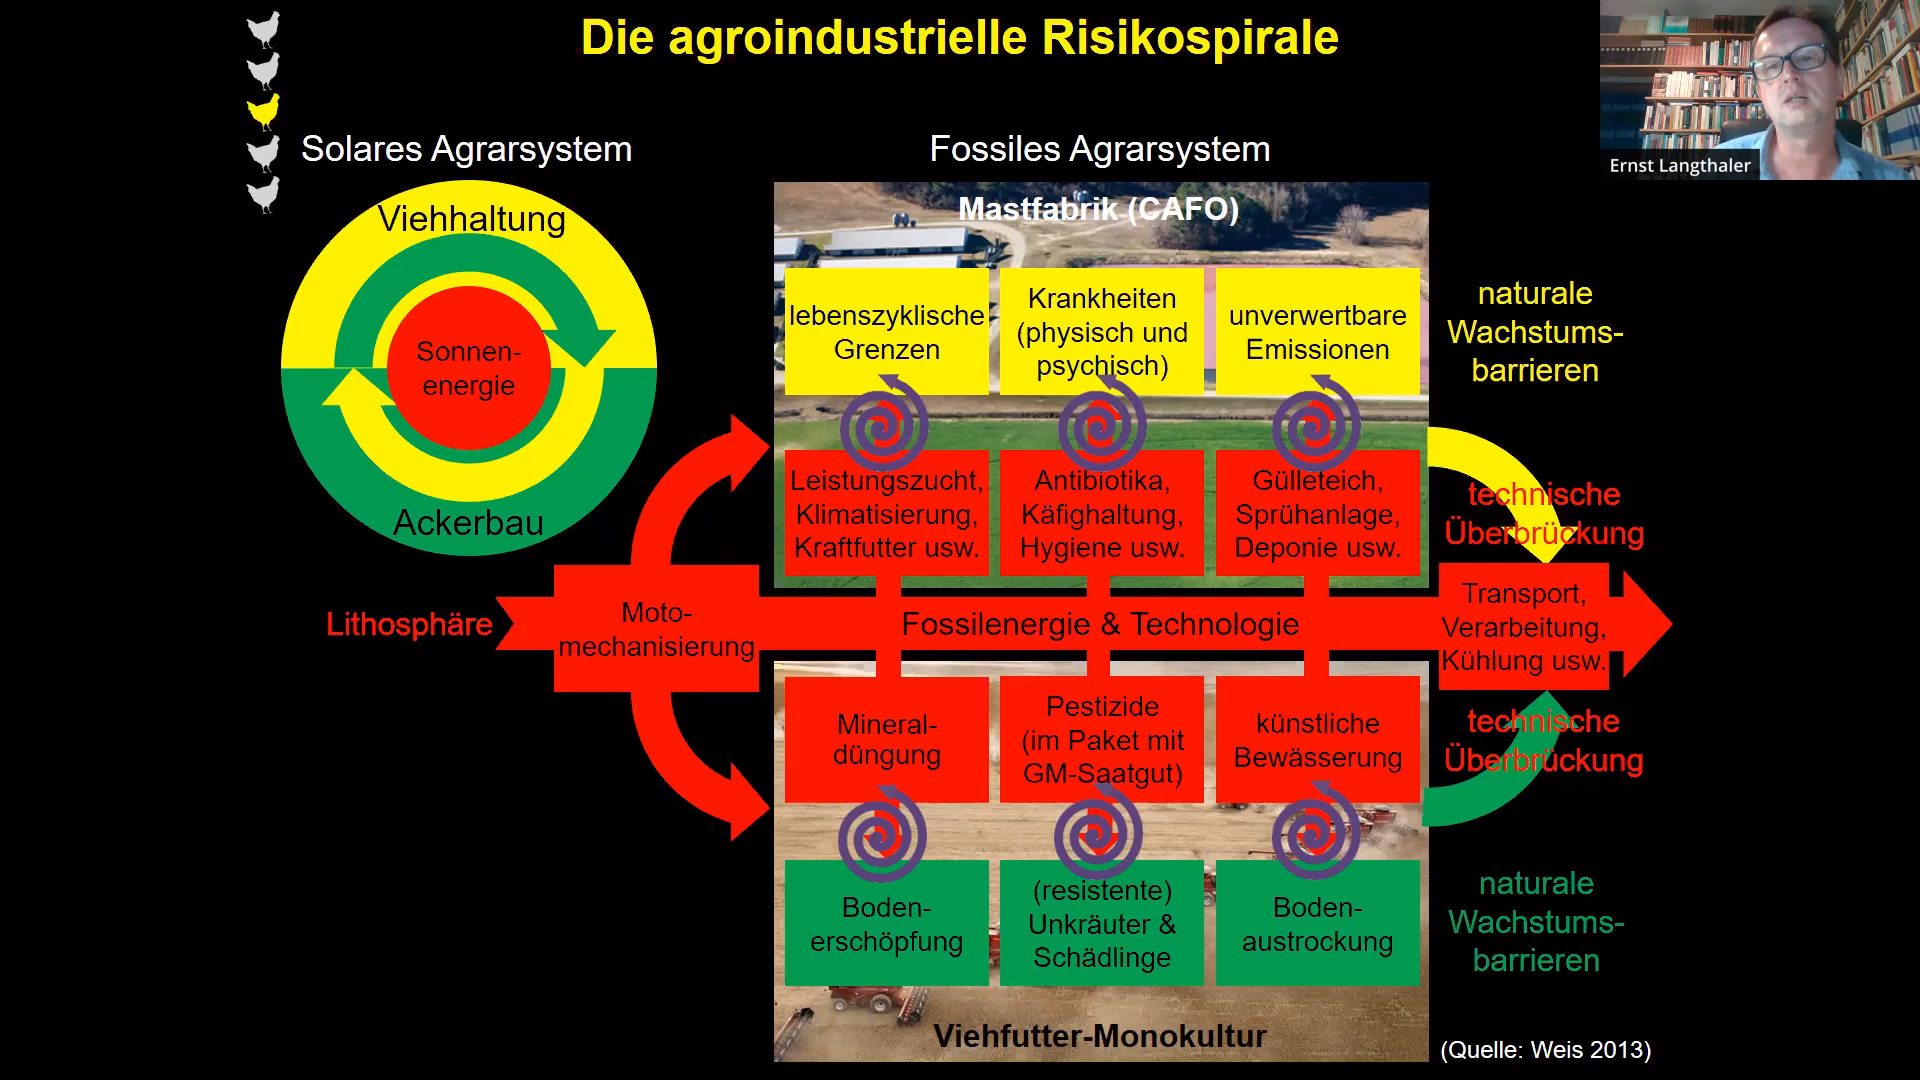 Die agroindustrielle Risikospirale
Ernst Langthaler
Solares Agrarsystem
Viehhaltung
Sonnen-
energie
Ackerbau
Fossiles Agrarsystem
Mastfabrik (CAFO)
lebenszyklische
Grenzen
Krankheiten
(physisch und
psychisch)
unverwertbare
Emissionen
naturale
Wachstums-
barrieren
Leistungszucht,
Klimatisierung,
Kraftfutter usw.
Antibiotika,
Käfighaltung,
Hygiene usw.
Gülleteich,
Sprühanlage,
Deponie usw.
technische
Überbrückung
Lithosphäre
Moto-
mechanisierung
Fossilenergie & Technologie
Transport,
Verarbeitung,
Kühlung usw.
Mineral-
düngung
Pestizide
(im Paket mit
GM-Saatgut)
künstliche
Bewässerung
technische
Überbrückung
Boden-
erschöpfung
(resistente)
Unkräuter &
Schädlinge
Boden-
austrockung
naturale
Wachstums-
barrieren
Viehfutter-Monokultur
(Quelle: Weis 2013)